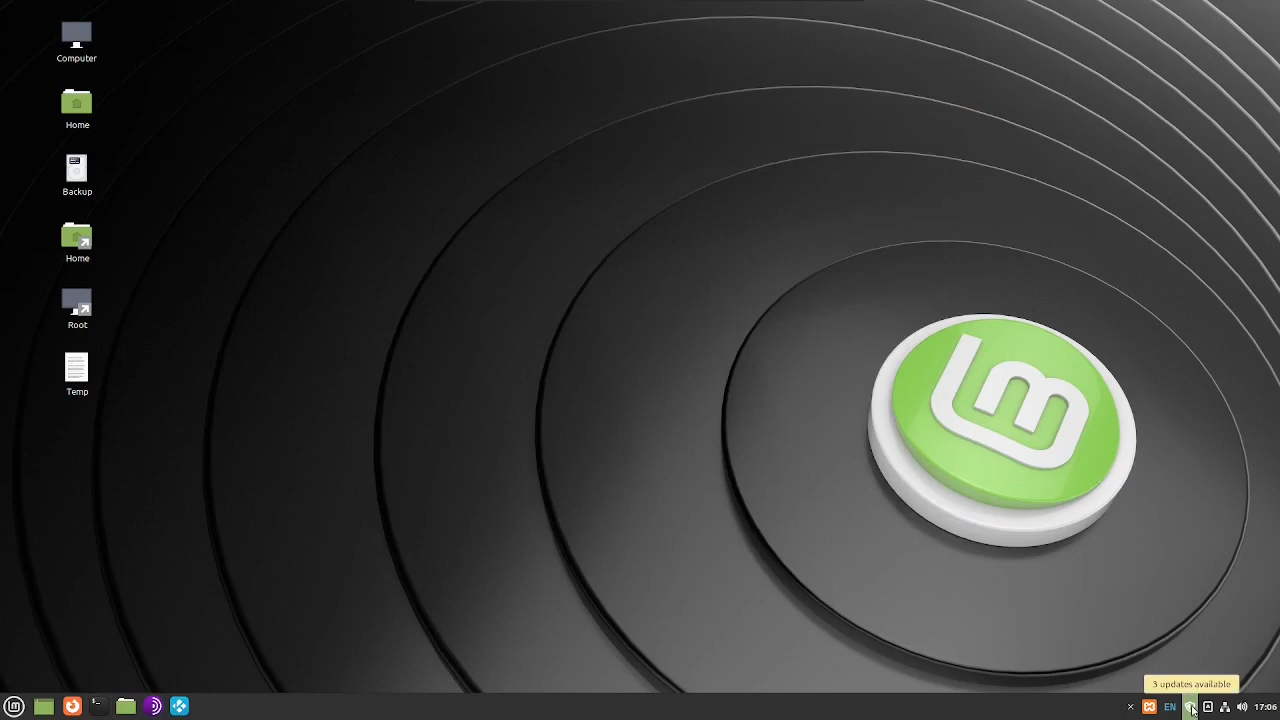 Computer
Home
Backup
Home
Root
Temp
3 updates available
EN
17:06